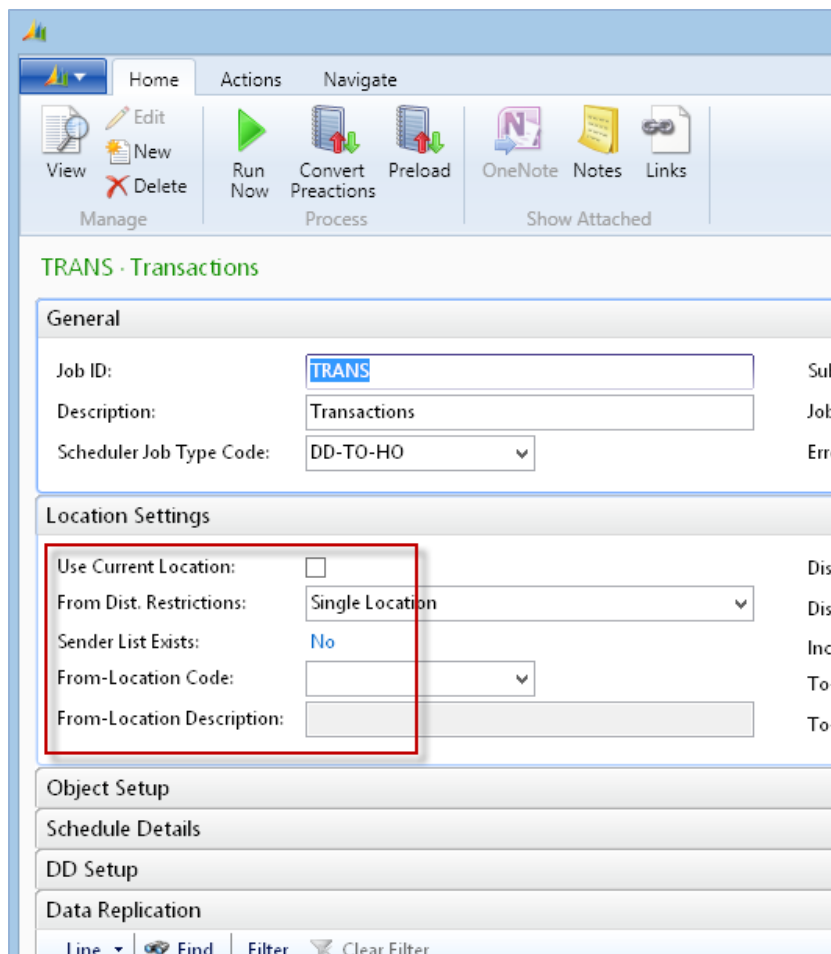 Home Actions Navigate
View Edit New Delete Run Now Convert Preactions Preload OneNote Notes Links
Manage Process Show Attached
TRANS · Transactions
General
Job ID: TRANS
Description: Transactions
Scheduler Job Type Code: DD-TO-HO
Location Settings
Use Current Location:
From Dist. Restrictions: Single Location
Sender List Exists: No
From-Location Code:
From-Location Description:
To-
To-
Object Setup
Schedule Details
DD Setup
Data Replication
Line Find Filter Clear Filter